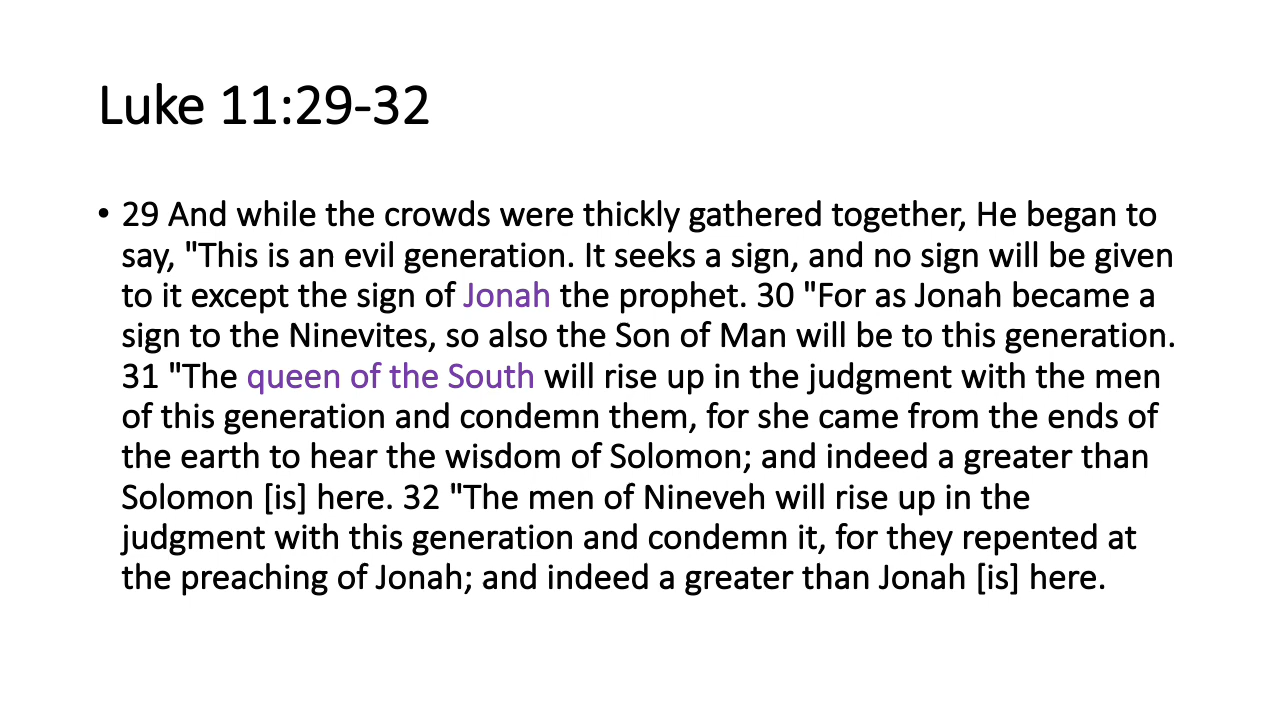 Luke 11:29-32
• 29 And while the crowds were thickly gathered together, He began to
say, "This is an evil generation. It seeks a sign, and no sign will be given
to it except the sign of Jonah the prophet. 30 "For as Jonah became a
sign to the Ninevites, so also the Son of Man will be to this generation.
31 "The queen of the South will rise up in the judgment with the men
of this generation and condemn them, for she came from the ends of
the earth to hear the wisdom of Solomon; and indeed a greater than
Solomon [is] here. 32 "The men of Nineveh will rise up in the
judgment with this generation and condemn it, for they repented at
the preaching of Jonah; and indeed a greater than Jonah [is] here.